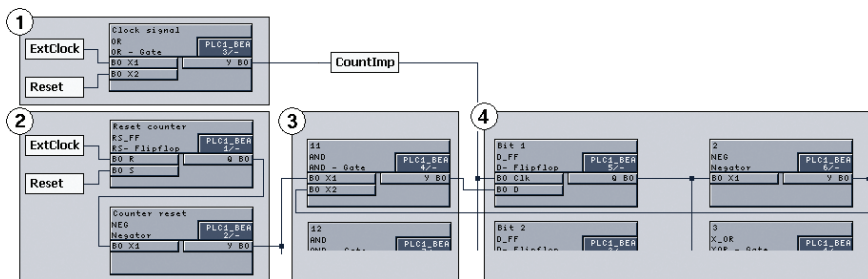 1
Clock signal
OR
OR - Gate
PLC1_BEA
3/-
BO X1
Y BO
BO X2
ExtClock
Reset
CountImp
2
Reset counter
RS_FF
RS- Flipflop
PLC1_BEA
1/-
BO R
Q BO
BO S
ExtClock
Reset
Counter reset
NEG
Negator
PLC1_BEA
2/-
BO X1
Y BO
3
11
AND
AND - Gate
PLC1_BEA
4/-
BO X1
Y BO
BO X2
12
AND
PLC1_BEA
4
Bit 1
D_FF
D- Flipflop
PLC1_BEA
5/-
BO Clk
Q BO
BO D
2
NEG
Negator
PLC1_BEA
6/-
BO X1
Y BO
Bit 2
D_FF
D- Flipflop
PLC1_BEA
3
X_OR
PLC1_BEA